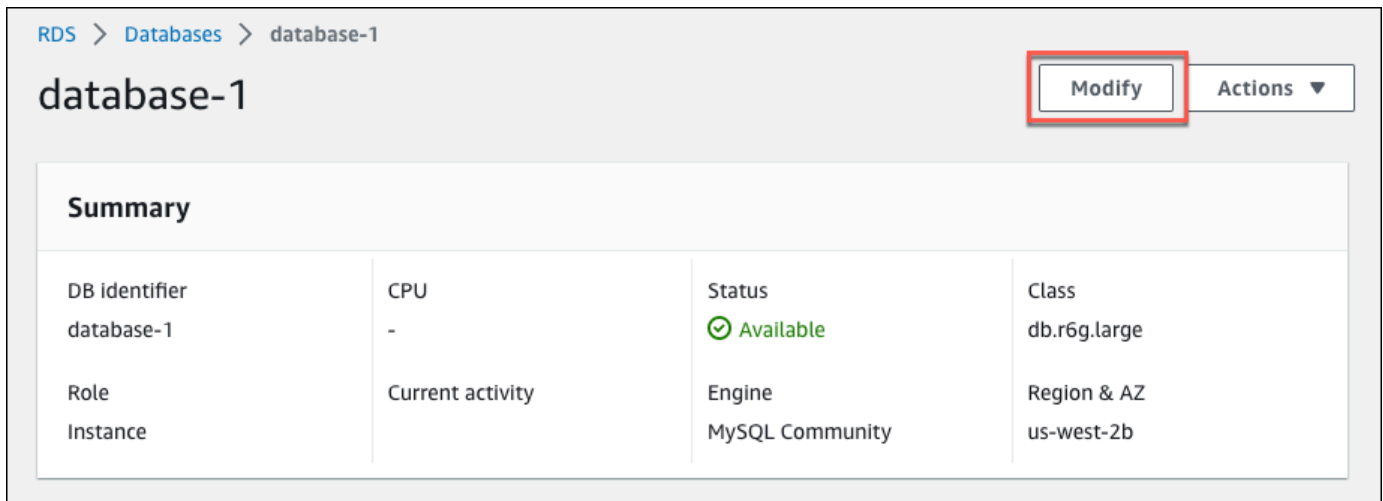 RDS > Databases > database-1
database-1
Modify
Actions
Summary
DB identifier
database-1
CPU
-
Status
Available
Class
db.r6g.large
Role
Instance
Current activity
Engine
MySQL Community
Region & AZ
us-west-2b